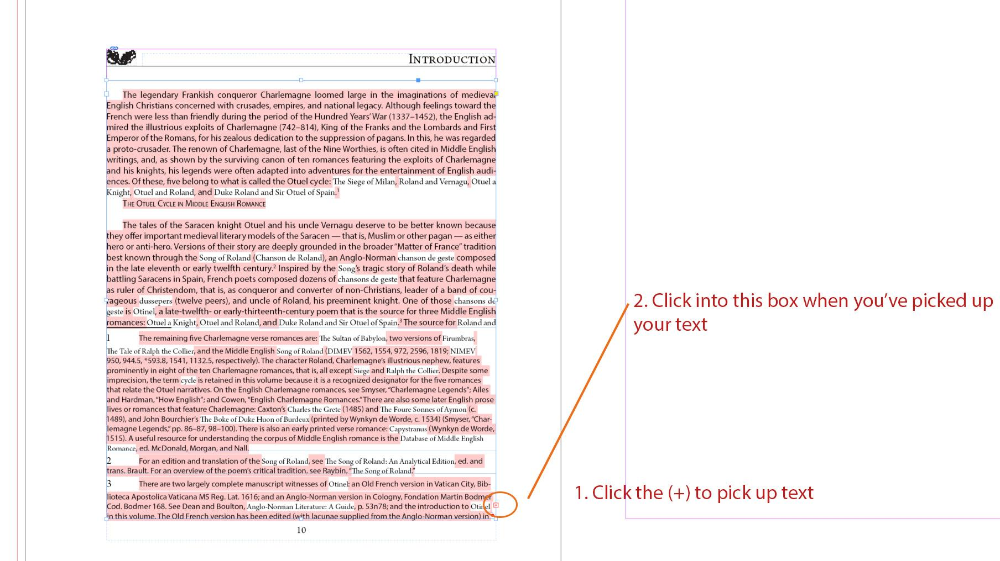 INTRODUCTION
The legendary Frankish conqueror Charlemagne loomed large in the imaginations of medieval
English Christians concerned with crusades, empires, and national legacy. Although feelings toward the
French were less than friendly during the period of the Hundred Years’ War (1337–1452), the English ad-
mired the illustrious exploits of Charlemagne (742–814), King of the Franks and the Lombards and First
Emperor of the Romans, for his zealous dedication to the suppression of pagans. In this, he was regarded
a proto-crusader. The renown of Charlemagne, last of the Nine Worthies, is often cited in Middle English
writings, and, as shown by the surviving canon of ten romances featuring the exploits of Charlemagne
and his knights, his legends were often adapted into adventures for the entertainment of English audi-
ences. Of these, five belong to what is called the Otuel cycle: The Siege of Milan, Roland and Vernagu, Otuel a
Knight, Otuel and Roland, and Duke Roland and Sir Otuel of Spain.1
THE OTUEL CYCLE IN MIDDLE ENGLISH ROMANCE
The tales of the Saracen knight Otuel and his uncle Vernagu deserve to be better known because
they offer important medieval literary models of the Saracen — that is, Muslim or other pagan — as either
hero or anti-hero. Versions of their story are deeply grounded in the broader “Matter of France” tradition
best known through the Song of Roland (Chanson de Roland), an Anglo-Norman chanson de geste composed
in the late eleventh or early twelfth century.2 Inspired by the Song’s tragic story of Roland’s death while
battling Saracens in Spain, French poets composed dozens of chansons de geste that feature Charlemagne
as ruler of Christendom, that is, as conqueror and converter of non-Christians, leader of a band of cou-
rageous dussepers (twelve peers), and uncle of Roland, his preeminent knight. One of those chansons de
geste is Otinel, a late-twelfth- or early-thirteenth-century poem that is the source for three Middle English
romances: Otuel a Knight, Otuel and Roland, and Duke Roland and Sir Otuel of Spain.3 The source for Roland and
1 The remaining five Charlemagne verse romances are: The Sultan of Babylon, two versions of Firumbras,
The Tale of Ralph the Collier, and the Middle English Song of Roland (DIMEV 1562, 1554, 972, 2596, 1819; NIMEV
950, 944.5, *593.8, 1541, 1132.5, respectively). The character Roland, Charlemagne’s illustrious nephew, features
prominently in eight of the ten Charlemagne romances, that is, all except Siege and Ralph the Collier. Despite some
imprecision, the term cycle is retained in this volume because it is a recognized designator for the five romances
that relate the Otuel narratives. On the English Charlemagne romances, see Smyser, “Charlemagne Legends”; Ailes
and Hardman, “How English”; and Cowen, “English Charlemagne Romances.” There are also some later English prose
lives or romances that feature Charlemagne: Caxton’s Charles the Grete (1485) and The Foure Sonnes of Aymon (c.
1489), and John Bourchier’s The Boke of Duke Huon of Burdeux (printed by Wynkyn de Worde, c. 1534) (Smyser, “Char-
lemagne Legends,” pp. 86–87, 98–100). There is also an early printed verse romance: Capystranus (Wynkyn de Worde,
1515). A useful resource for understanding the corpus of Middle English romance is the Database of Middle English
Romance, ed. McDonald, Morgan, and Nall.
2 For an edition and translation of the Song of Roland, see The Song of Roland: An Analytical Edition, ed. and
trans. Brault. For an overview of the poem’s critical tradition, see Raybin, “The Song of Roland.”
3 There are two largely complete manuscript witnesses of Otinel: an Old French version in Vatican City, Bib-
lioteca Apostolica Vaticana MS Reg. Lat. 1616; and an Anglo-Norman version in Cologny, Fondation Martin Bodmer
Cod. Bodmer 168. See Dean and Boulton, Anglo-Norman Literature: A Guide, p. 53n78; and the introduction to Otinel
in this volume. The Old French version has been edited (with lacunae supplied from the Anglo-Norman version) in
10
2. Click into this box when you’ve picked up
your text
1. Click the (+) to pick up text